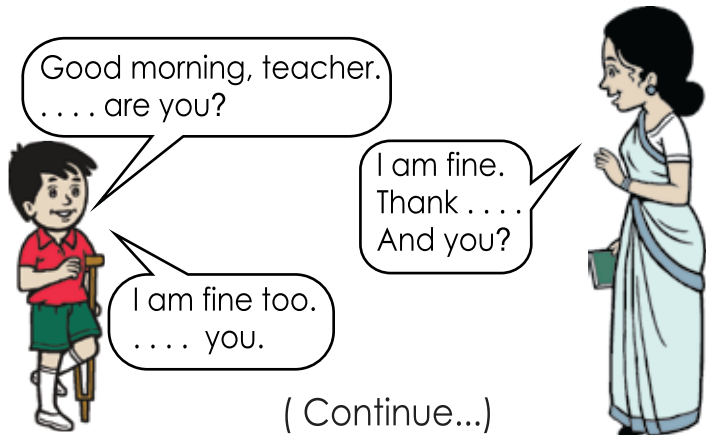 Good morning, teacher.
. . . . are you?
I am fine.
Thank . . . .
And you?
I am fine too.
. . . . you.
( Continue...)